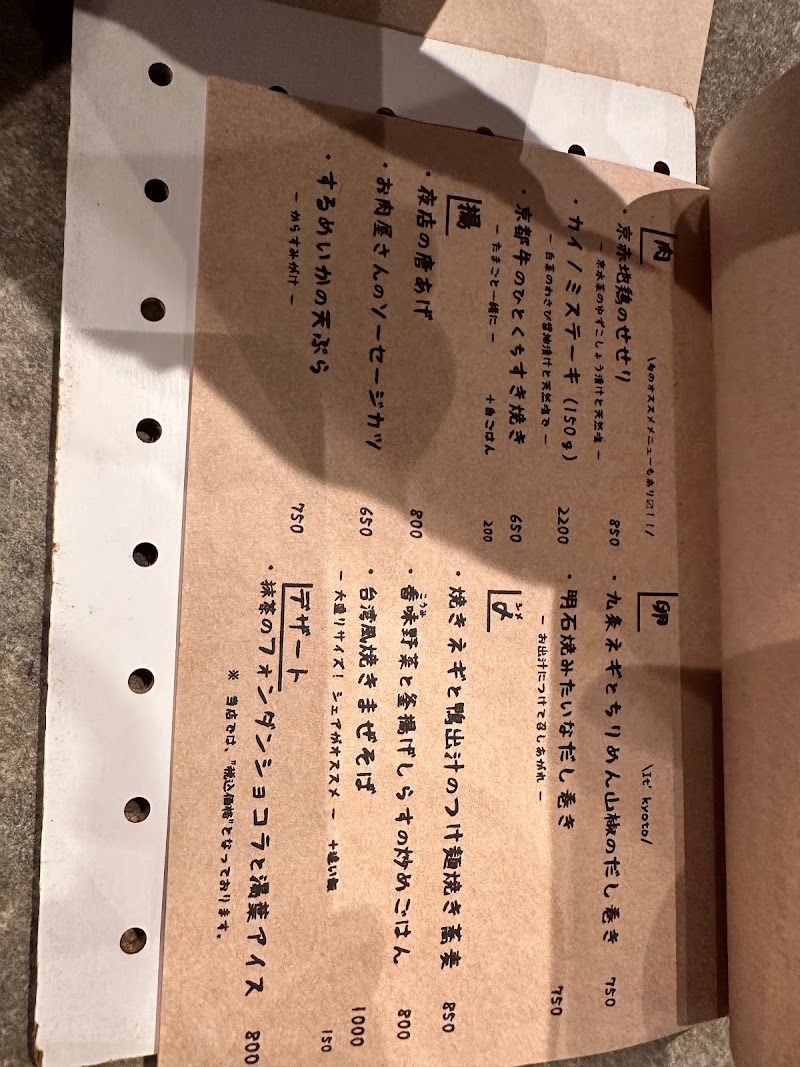 肉
\今のオススメメニューもあり〼!!/
・京赤地鶏のせせり 850
ー 京水菜のゆずこしょう漬けと天然塩 ー
・カイノミステーキ(150g) 2200
ー 白菜のわさび醤油漬けと天然塩で ー
・京都牛のひとくちすき焼き 650
ー たまごと一緒に ー +白ごはん 200
揚
・夜店の唐あげ 800
・お肉屋さんのソーセージカツ 650
・するめいかの天ぷら 750
ー からすみがけ ー
卵
\It' kyoto/
・九条ネギとちりめん山椒のだし巻き 750
・明石焼みたいなだし巻き 750
ー お出汁につけて召しあがれ ー
〆
シメ
・焼きネギと鴨出汁のつけ麺焼き蕎麦 850
こうみ
・香味野菜と釜揚げしらすの炒めごはん 800
・台湾風焼きまぜそば 1000
ー 大盛りサイズ! シェアがオススメ ー +追い飯 150
デザート
・抹茶のフォンダンショコラと湯葉アイス 800
※ 当店では、"税込価格"となっております。